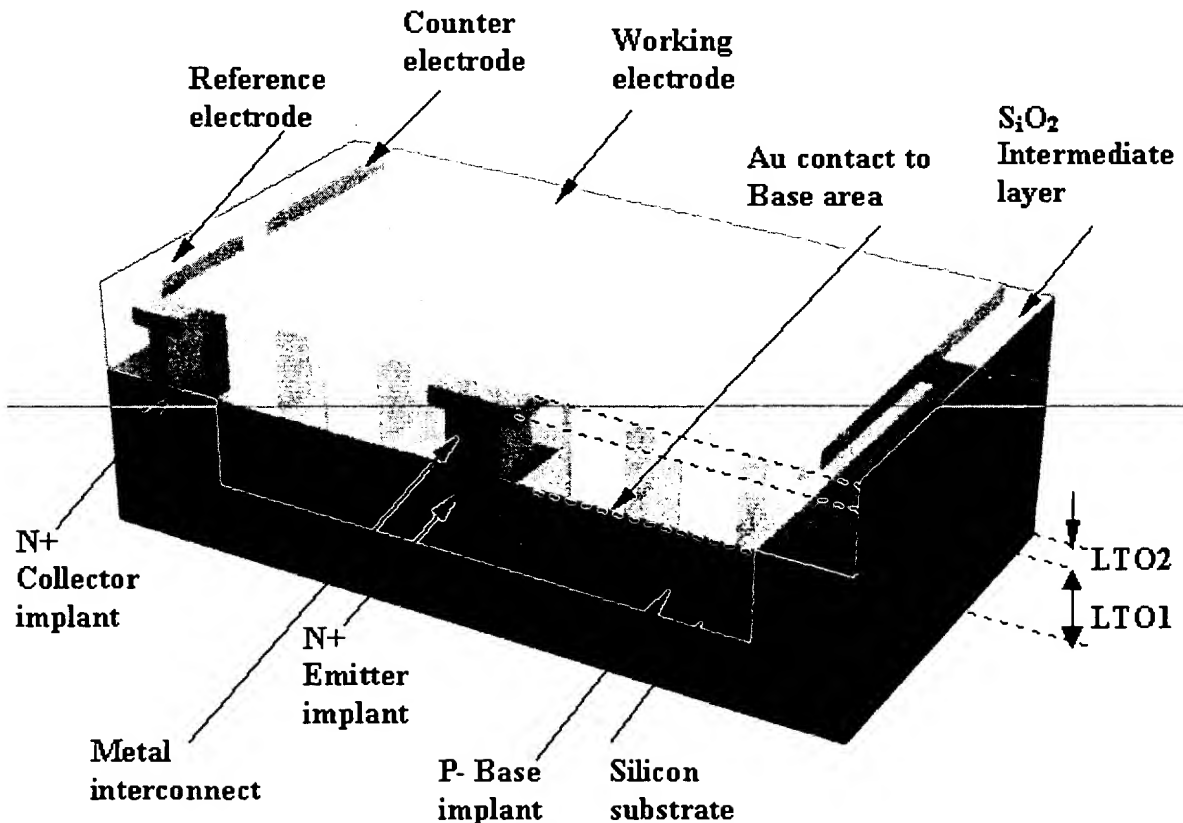 Counter
electrode
Working
electrode
Reference
electrode
SiO2
Intermediate
layer
Au contact to
Base area
N+
Collector
implant
N+
Emitter
implant
Metal
interconnect
P- Base
implant
Silicon
substrate
LTO2
LTO1